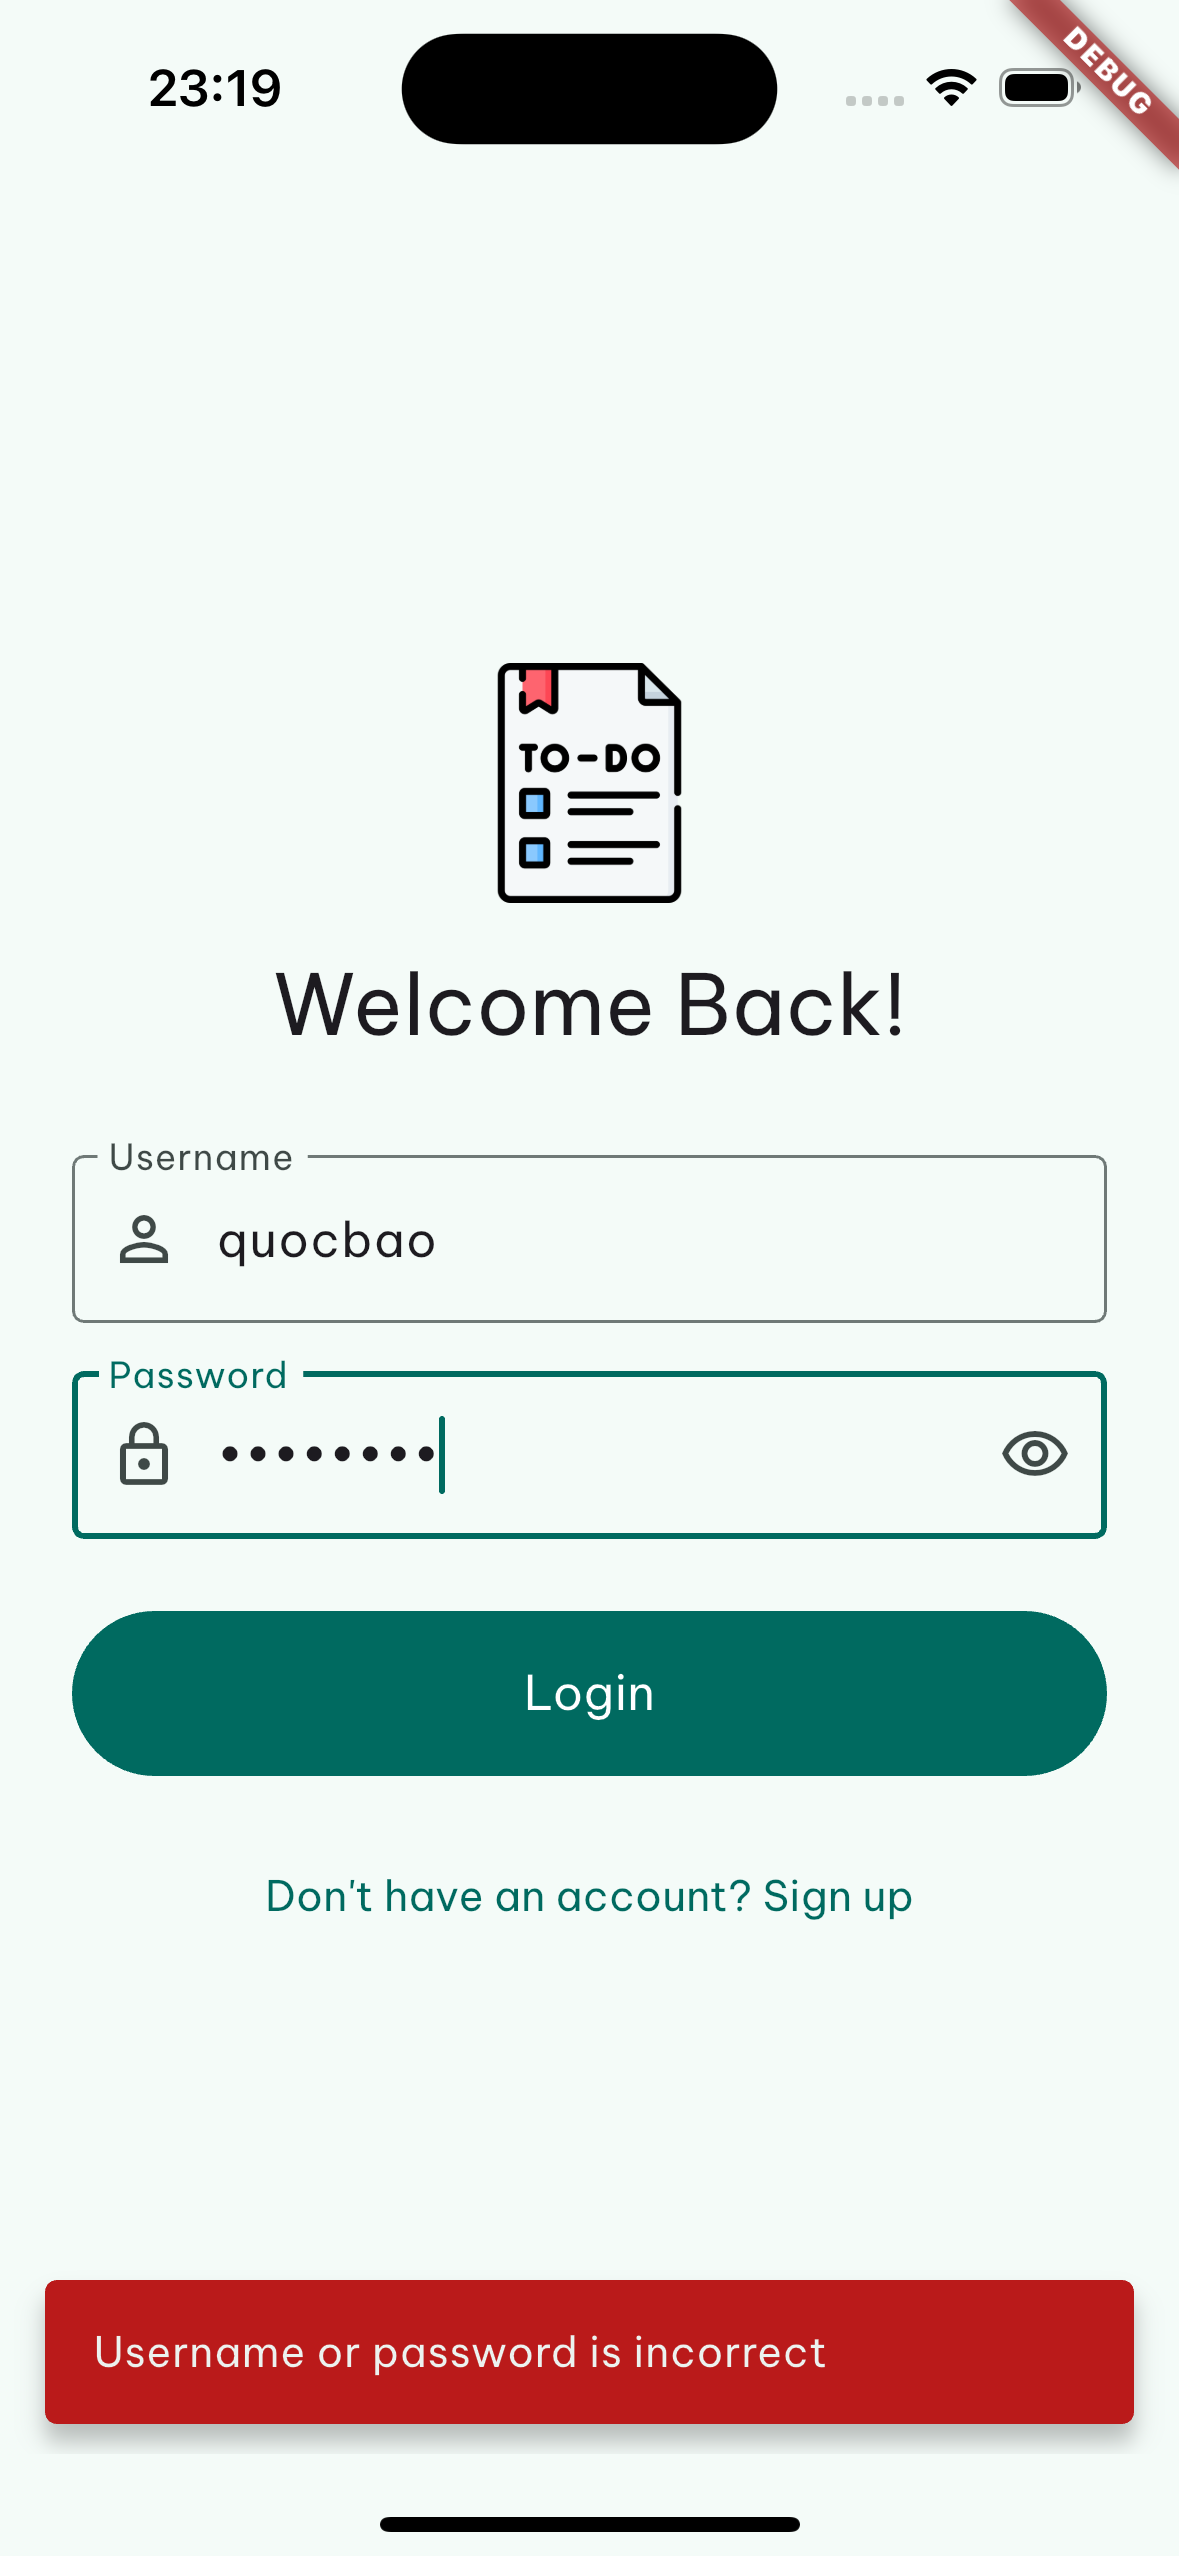 23:19
DEBUG
TO-DO
Welcome Back!
Username
quocbao
Password
••••••••
Login
Don't have an account? Sign up
Username or password is incorrect